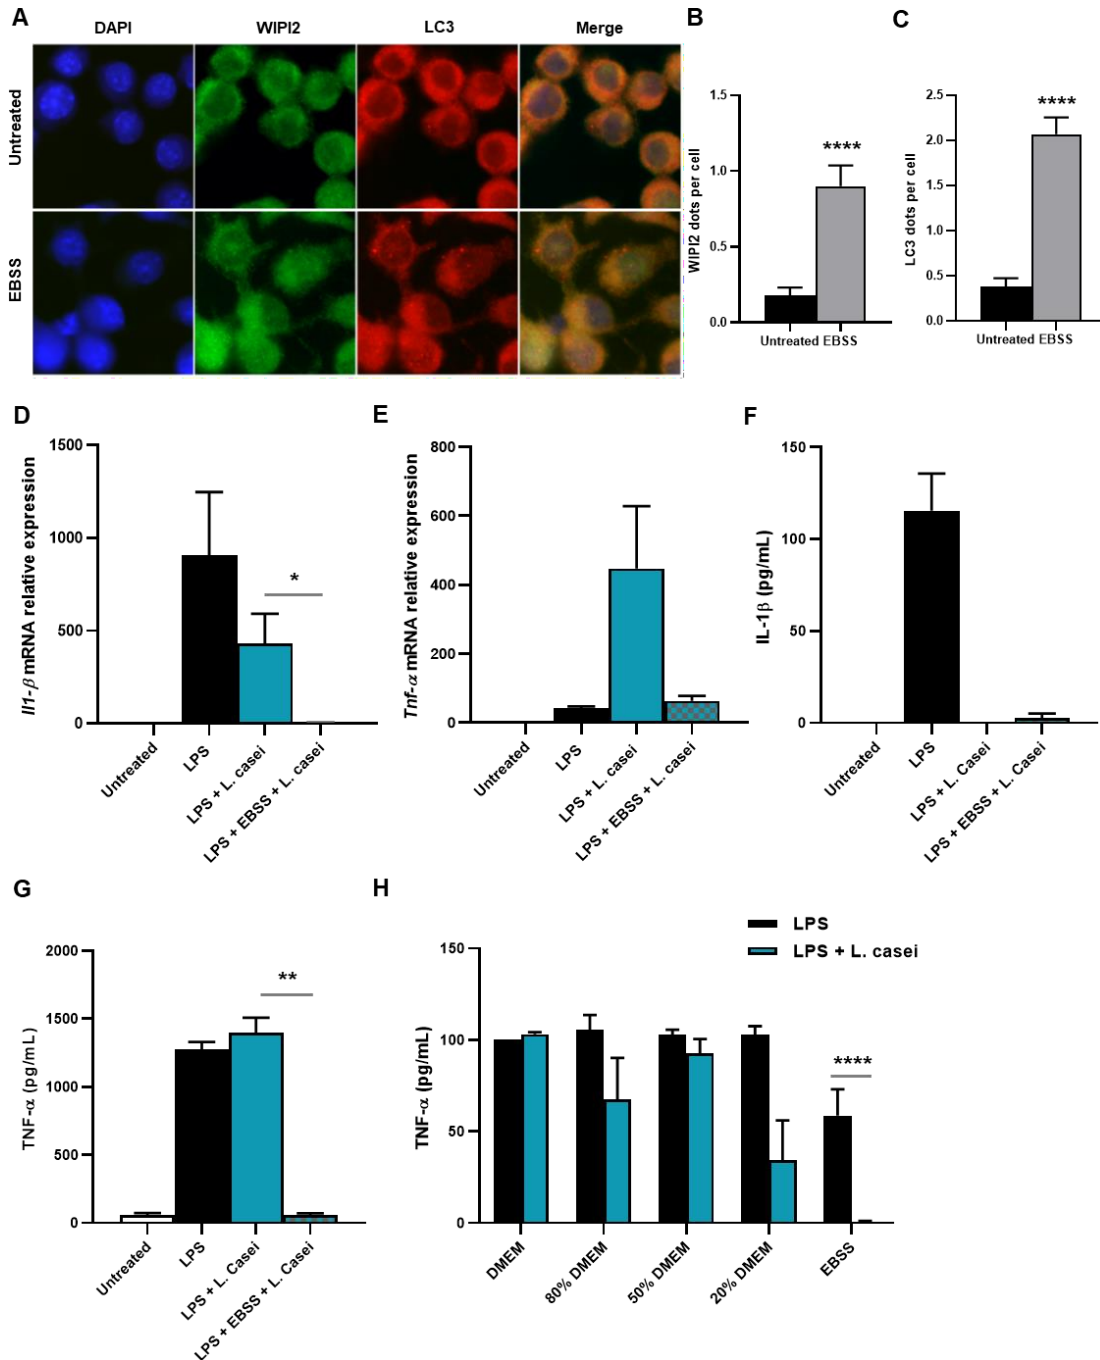 A
DAPI
WIPI2
LC3
Merge
Untreated
EBSS
B
WIPI2 dots per cell
1.5
1.0
0.5
0.0
****
Untreated EBSS
C
LC3 dots per cell
2.5
2.0
1.5
1.0
0.5
0.0
****
Untreated EBSS
D
Il1-β mRNA relative expression
1500
1000
500
0
*
Untreated
LPS
LPS + L. casei
LPS + EBSS + L. casei
E
Tnf-α mRNA relative expression
800
600
400
200
0
Untreated
LPS
LPS + L. casei
LPS + EBSS + L. casei
F
IL-1β (pg/mL)
150
100
50
0
Untreated
LPS
LPS + L. Casei
LPS + EBSS + L. Casei
G
TNF-α (pg/mL)
2000
1500
1000
500
0
**
Untreated
LPS
LPS + L. Casei
LPS + EBSS + L. Casei
H
LPS
LPS + L. casei
TNF-α (pg/mL)
150
100
50
0
****
DMEM
80% DMEM
50% DMEM
20% DMEM
EBSS